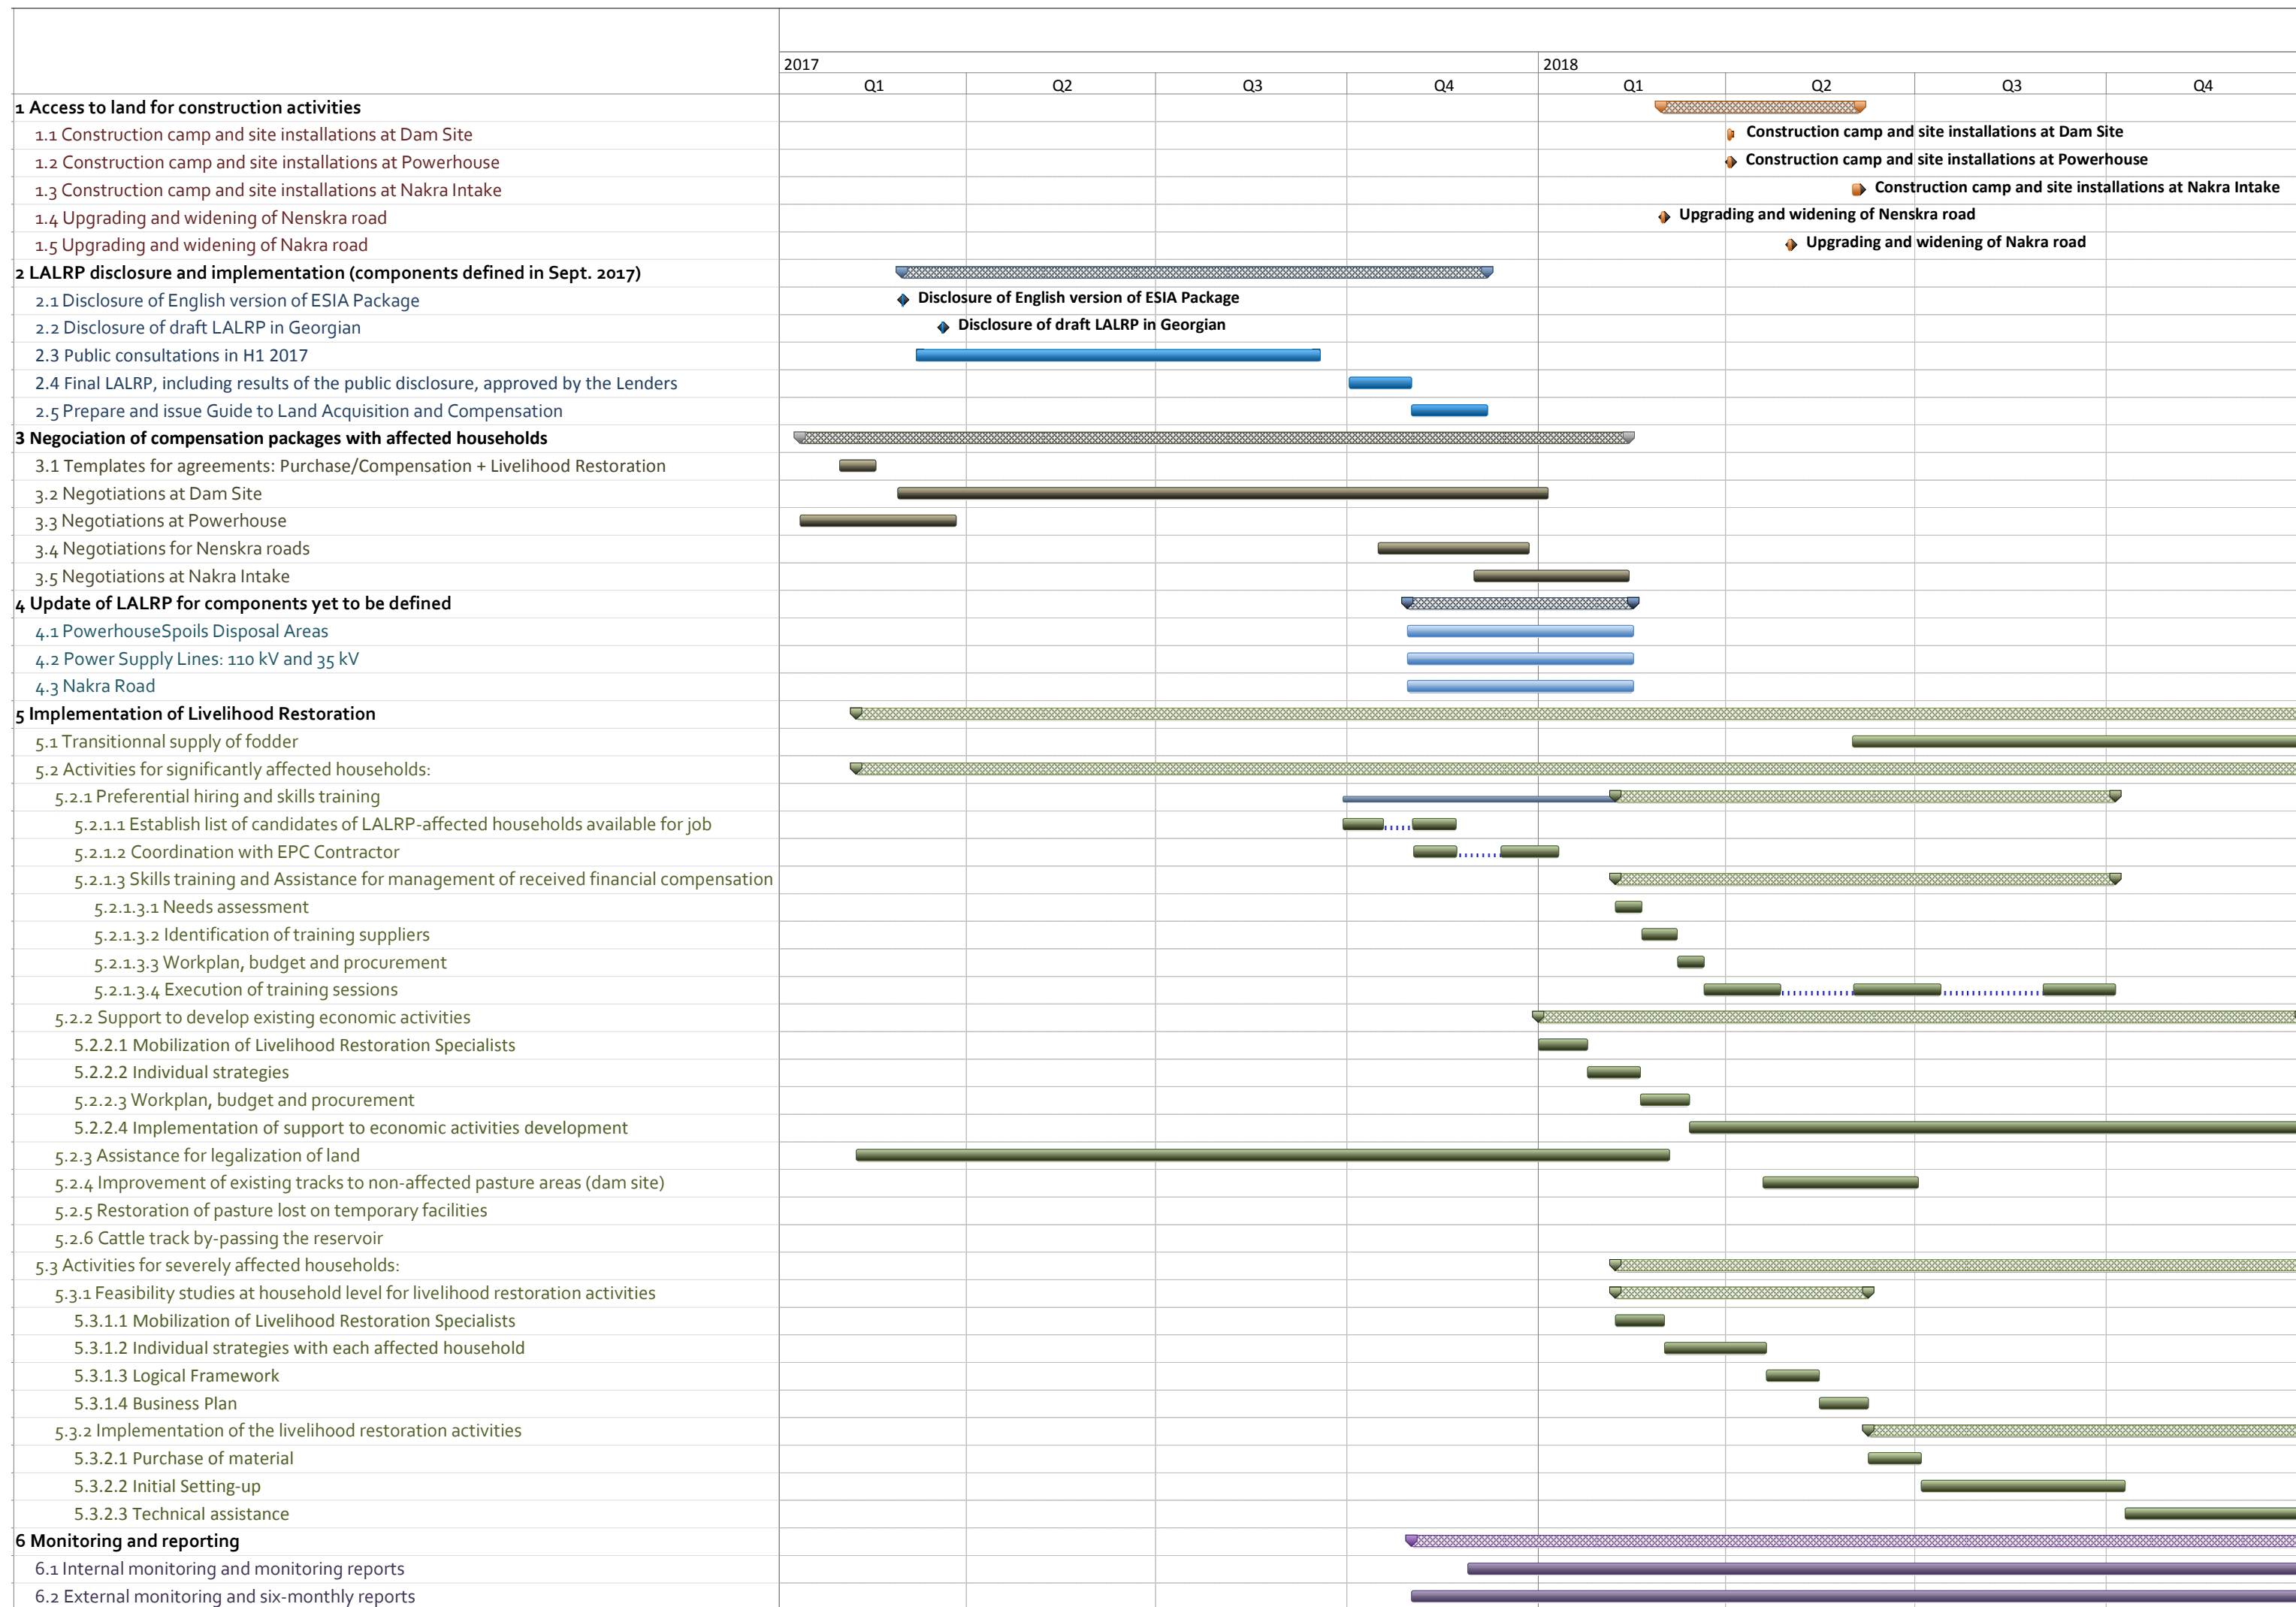 2017 2018
Q1 Q2 Q3 Q4 Q1 Q2 Q3 Q4
1 Access to land for construction activities
1.1 Construction camp and site installations at Dam Site Construction camp and site installations at Dam Site
1.2 Construction camp and site installations at Powerhouse Construction camp and site installations at Powerhouse
1.3 Construction camp and site installations at Nakra Intake Construction camp and site installations at Nakra Intake
1.4 Upgrading and widening of Nenskra road Upgrading and widening of Nenskra road
1.5 Upgrading and widening of Nakra road Upgrading and widening of Nakra road
2 LALRP disclosure and implementation (components defined in Sept. 2017)
2.1 Disclosure of English version of ESIA Package Disclosure of English version of ESIA Package
2.2 Disclosure of draft LALRP in Georgian Disclosure of draft LALRP in Georgian
2.3 Public consultations in H1 2017
2.4 Final LALRP, including results of the public disclosure, approved by the Lenders
2.5 Prepare and issue Guide to Land Acquisition and Compensation
3 Negociation of compensation packages with affected households
3.1 Templates for agreements: Purchase/Compensation + Livelihood Restoration
3.2 Negotiations at Dam Site
3.3 Negotiations at Powerhouse
3.4 Negotiations for Nenskra roads
3.5 Negotiations at Nakra Intake
4 Update of LALRP for components yet to be defined
4.1 PowerhouseSpoils Disposal Areas
4.2 Power Supply Lines: 110 kV and 35 kV
4.3 Nakra Road
5 Implementation of Livelihood Restoration
5.1 Transitionnal supply of fodder
5.2 Activities for significantly affected households:
5.2.1 Preferential hiring and skills training
5.2.1.1 Establish list of candidates of LALRP-affected households available for job
5.2.1.2 Coordination with EPC Contractor
5.2.1.3 Skills training and Assistance for management of received financial compensation
5.2.1.3.1 Needs assessment
5.2.1.3.2 Identification of training suppliers
5.2.1.3.3 Workplan, budget and procurement
5.2.1.3.4 Execution of training sessions
5.2.2 Support to develop existing economic activities
5.2.2.1 Mobilization of Livelihood Restoration Specialists
5.2.2.2 Individual strategies
5.2.2.3 Workplan, budget and procurement
5.2.2.4 Implementation of support to economic activities development
5.2.3 Assistance for legalization of land
5.2.4 Improvement of existing tracks to non-affected pasture areas (dam site)
5.2.5 Restoration of pasture lost on temporary facilities
5.2.6 Cattle track by-passing the reservoir
5.3 Activities for severely affected households:
5.3.1 Feasibility studies at household level for livelihood restoration activities
5.3.1.1 Mobilization of Livelihood Restoration Specialists
5.3.1.2 Individual strategies with each affected household
5.3.1.3 Logical Framework
5.3.1.4 Business Plan
5.3.2 Implementation of the livelihood restoration activities
5.3.2.1 Purchase of material
5.3.2.2 Initial Setting-up
5.3.2.3 Technical assistance
6 Monitoring and reporting
6.1 Internal monitoring and monitoring reports
6.2 External monitoring and six-monthly reports